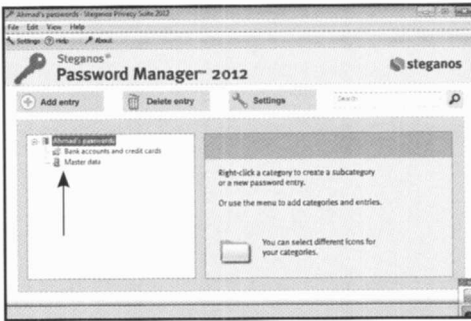 Ahmad's passwords - Steganos Privacy Suite 2012
File Edit View Help
Settings Help About
Steganos®
Password Manager™ 2012
steganos
Add entry Delete entry Settings Search
Ahmad's passwords
Bank accounts and credit cards
Master data
Right-click a category to create a subcategory
or a new password entry.
Or use the menu to add categories and entries.
You can select different icons for
your categories.